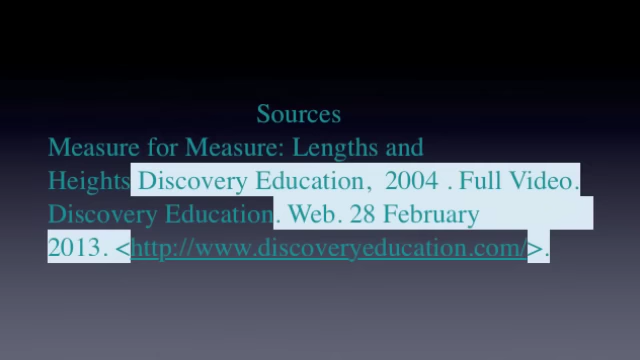 Sources
Measure for Measure: Lengths and
Heights Discovery Education, 2004 . Full Video.
Discovery Education. Web. 28 February
2013. <http://www.discoveryeducation.com/>.